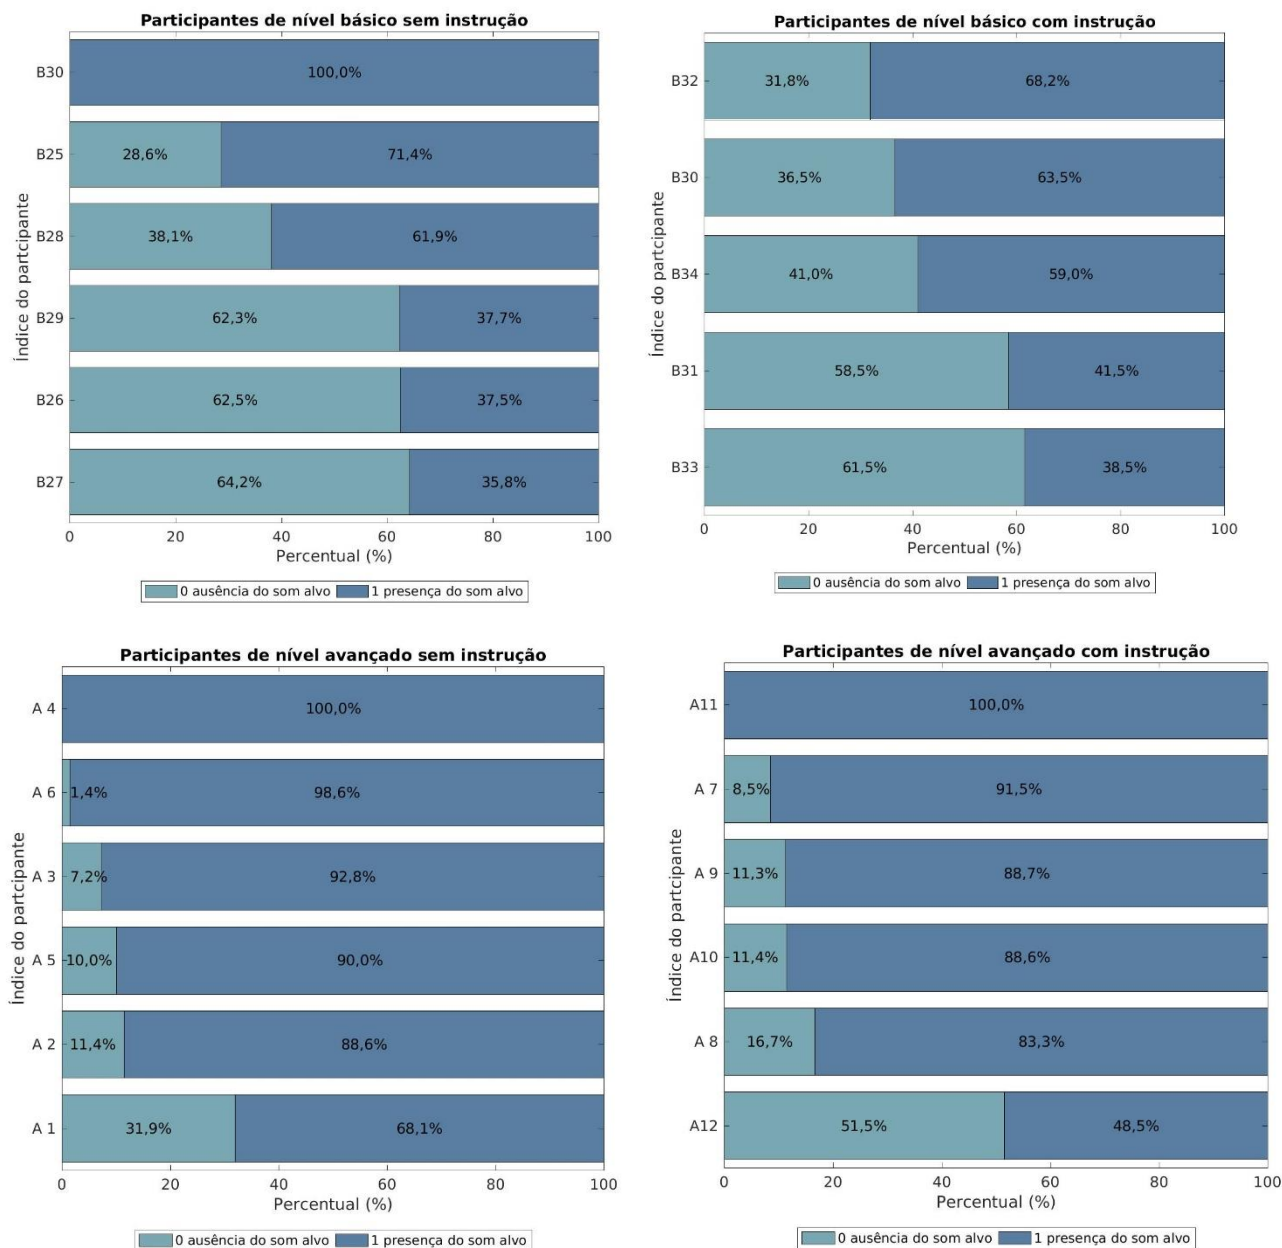 Participantes de nível básico sem instrução
Índice do partcipante
B30
100,0%
B25
28,6% 71,4%
B28
38,1% 61,9%
B29
62,3% 37,7%
B26
62,5% 37,5%
B27
64,2% 35,8%
0 20 40 60 80 100
Percentual (%)
0 ausência do som alvo 1 presença do som alvo
Participantes de nível básico com instrução
Índice do partcipante
B32
31,8% 68,2%
B30
36,5% 63,5%
B34
41,0% 59,0%
B31
58,5% 41,5%
B33
61,5% 38,5%
0 20 40 60 80 100
Percentual (%)
0 ausência do som alvo 1 presença do som alvo
Participantes de nível avançado sem instrução
Índice do partcipante
A 4
100,0%
A 6
1,4% 98,6%
A 3
7,2% 92,8%
A 5
10,0% 90,0%
A 2
11,4% 88,6%
A 1
31,9% 68,1%
0 20 40 60 80 100
Percentual (%)
0 ausência do som alvo 1 presença do som alvo
Participantes de nível avançado com instrução
Índice do partcipante
A11
100,0%
A 7
8,5% 91,5%
A 9
11,3% 88,7%
A10
11,4% 88,6%
A 8
16,7% 83,3%
A12
51,5% 48,5%
0 20 40 60 80 100
Percentual (%)
0 ausência do som alvo 1 presença do som alvo